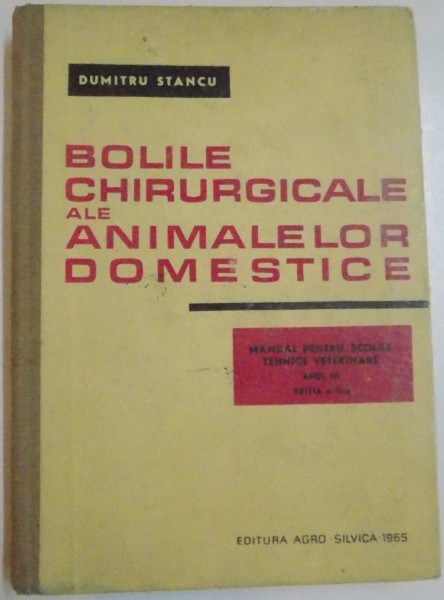 DUMITRU STANCU
BOLILE
CHIRURGICALE
ALE
ANIMALELOR
DOMESTICE
MANUAL PENTRU ȘCOLILE
TEHNICE VETERINARE
ANUL
EDIȚIA a II-a
EDITURA AGRO-SILVICĂ-1965